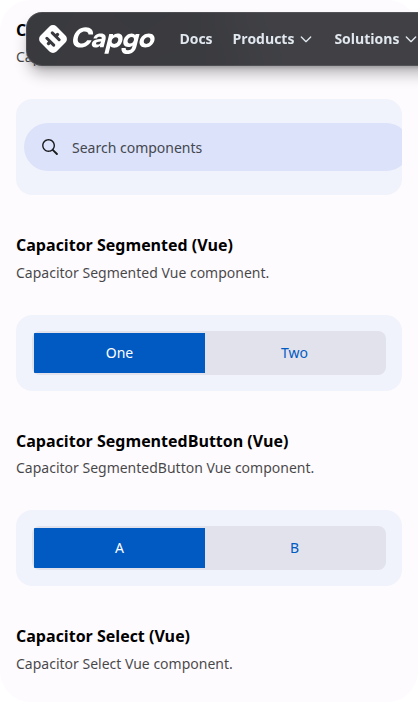 Capgo
Docs
Products
Solutions
Search components
Capacitor Segmented (Vue)
Capacitor Segmented Vue component.
One
Two
Capacitor SegmentedButton (Vue)
Capacitor SegmentedButton Vue component.
A
B
Capacitor Select (Vue)
Capacitor Select Vue component.